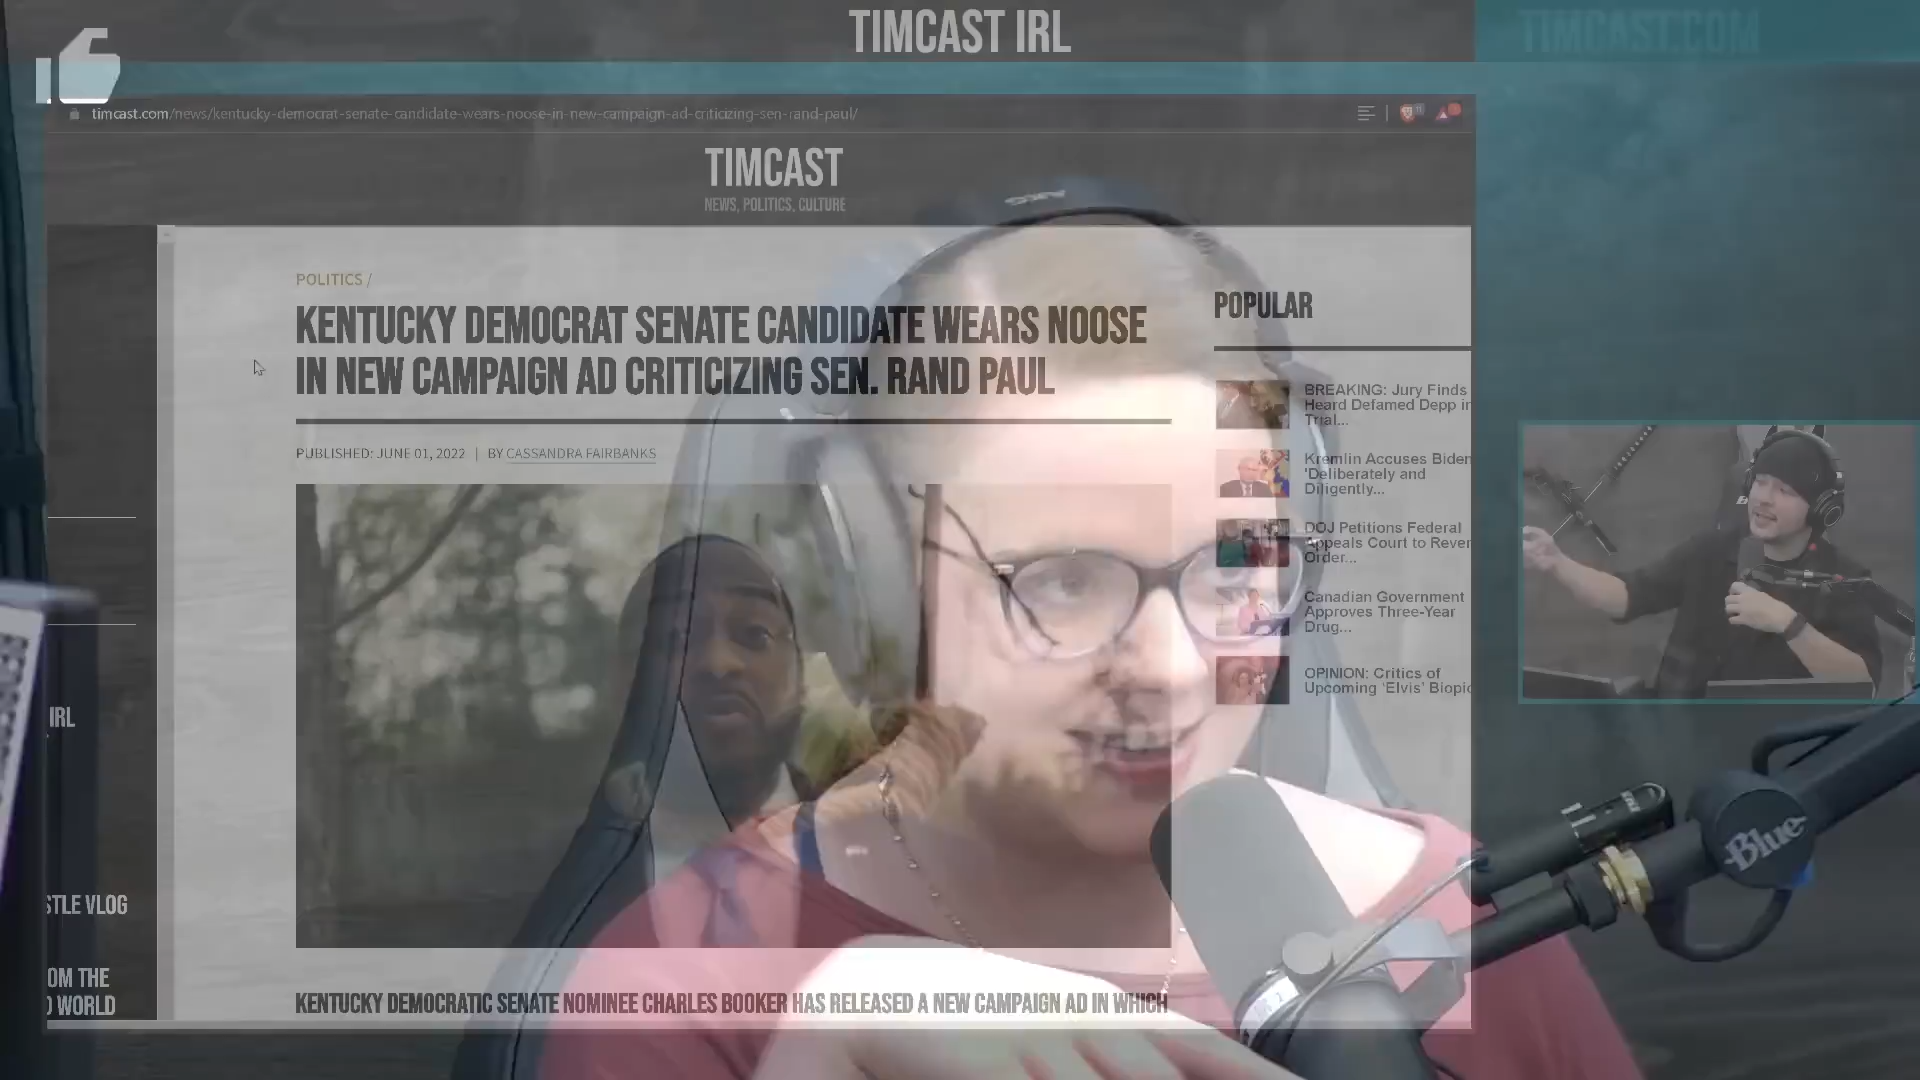 TIMCAST IRL
TIMCAST.COM
timcast.com/news/kentucky-democrat-senate-candidate-wears-noose-in-new-campaign-ad-criticizing-sen-rand-paul/
TIMCAST
NEWS, POLITICS, CULTURE
POLITICS /
KENTUCKY DEMOCRAT SENATE CANDIDATE WEARS NOOSE
IN NEW CAMPAIGN AD CRITICIZING SEN. RAND PAUL
PUBLISHED: JUNE 01, 2022 | BY CASSANDRA FAIRBANKS
KENTUCKY DEMOCRATIC SENATE NOMINEE CHARLES BOOKER HAS RELEASED A NEW CAMPAIGN AD IN WHICH
POPULAR
BREAKING: Jury Finds
Heard Defamed Depp in
Trial...
Kremlin Accuses Biden
'Deliberately and
Diligently...
DOJ Petitions Federal
Appeals Court to Rever
Order...
Canadian Government
Approves Three-Year
Drug...
OPINION: Critics of
Upcoming 'Elvis' Biopic
IRL
STLE VLOG
OM THE
D WORLD
AKG
Blue